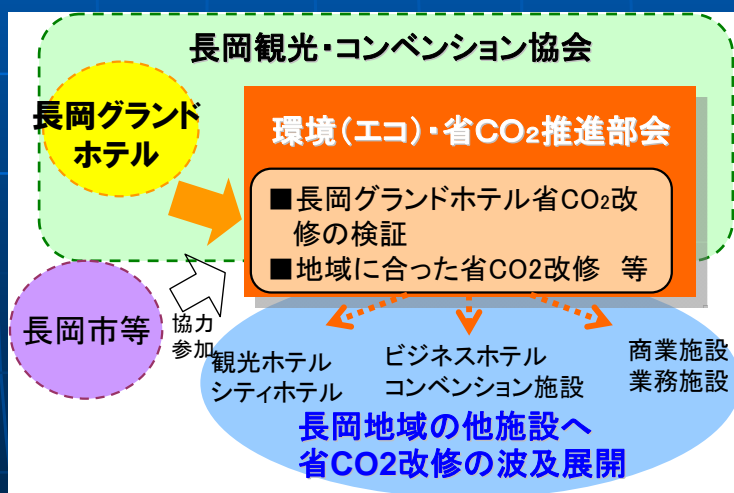 長岡観光・コンベンション協会
長岡グランド
ホテル
環境（エコ）・省CO₂推進部会
■長岡グランドホテル省CO₂改
修の検証
■地域に合った省CO2改修　等
長岡市等
協力
参加
観光ホテル
シティホテル
ビジネスホテル
コンベンション施設
商業施設
業務施設
長岡地域の他施設へ
省CO2改修の波及展開